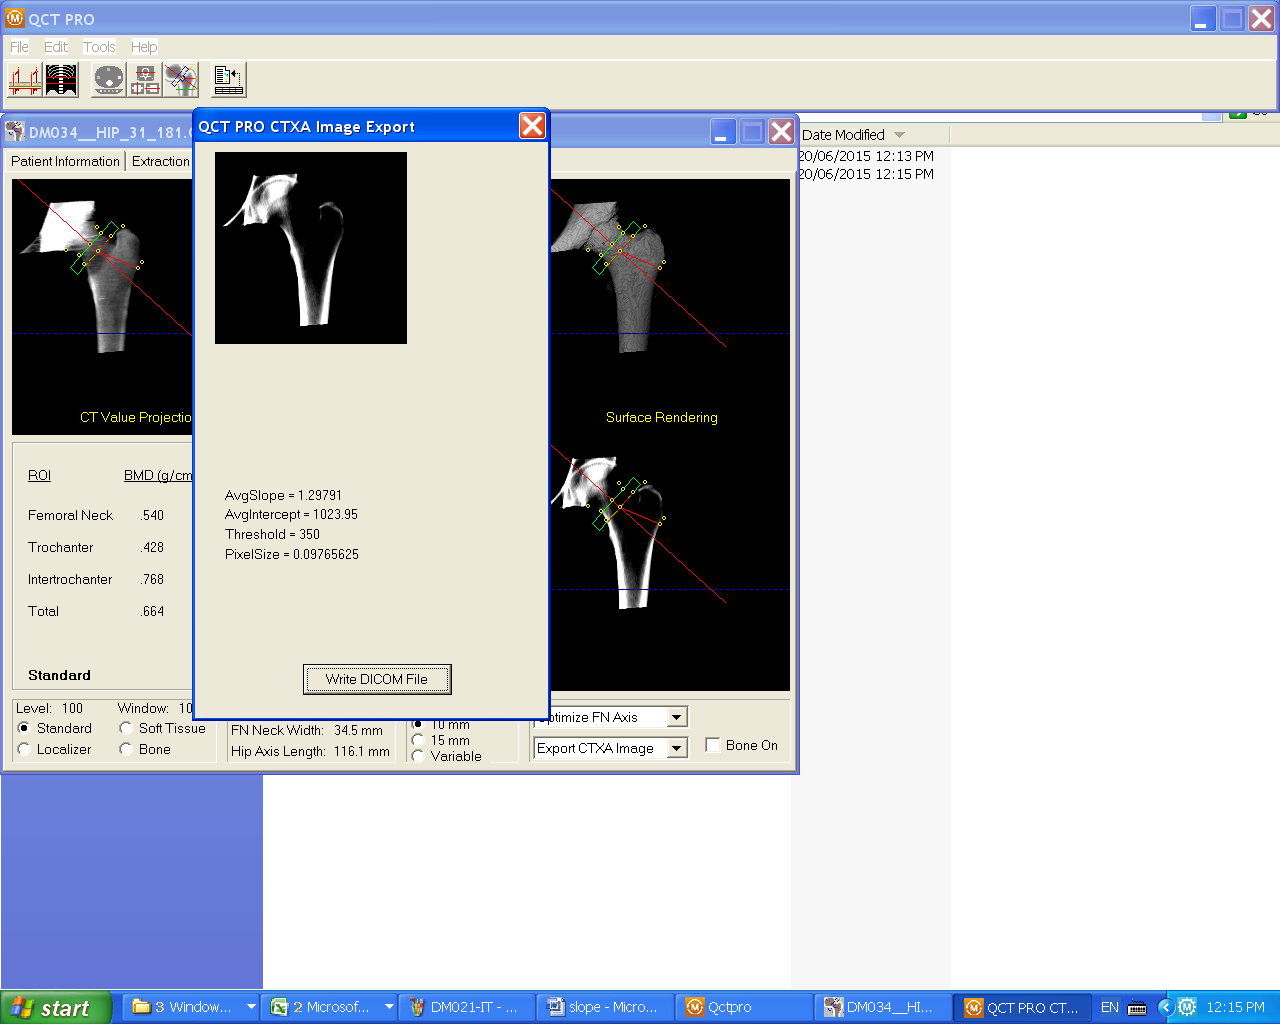 QCT PRO
File Edit Tools Help
DM034__HIP_31_181.
QCT PRO CTXA Image Export
Date Modified
Patient Information
Extraction
20/06/2015 12:13 PM
20/06/2015 12:15 PM
CT Value Projectio
Surface Rendering
ROI
BMD (g/cm
Femoral Neck .540
Trochanter .428
Intertrochanter .768
Total .664
Standard
AvgSlope = 1.29791
AvgIntercept = 1023.95
Threshold = 350
PixelSize = 0.09765625
Write DICOM File
Level: 100
Window: 10
Standard
Soft Tissue
Localizer
Bone
FN Neck Width: 34.5 mm
Hip Axis Length: 116.1 mm
10 mm
15 mm
Variable
ptimize FN Axis
Export CTXA Image
Bone On
start
3 Window...
2 Microsof...
DM021-IT - ...
slope - Micro...
Qctpro
DM034__HI...
QCT PRO CT...
EN
12:15 PM